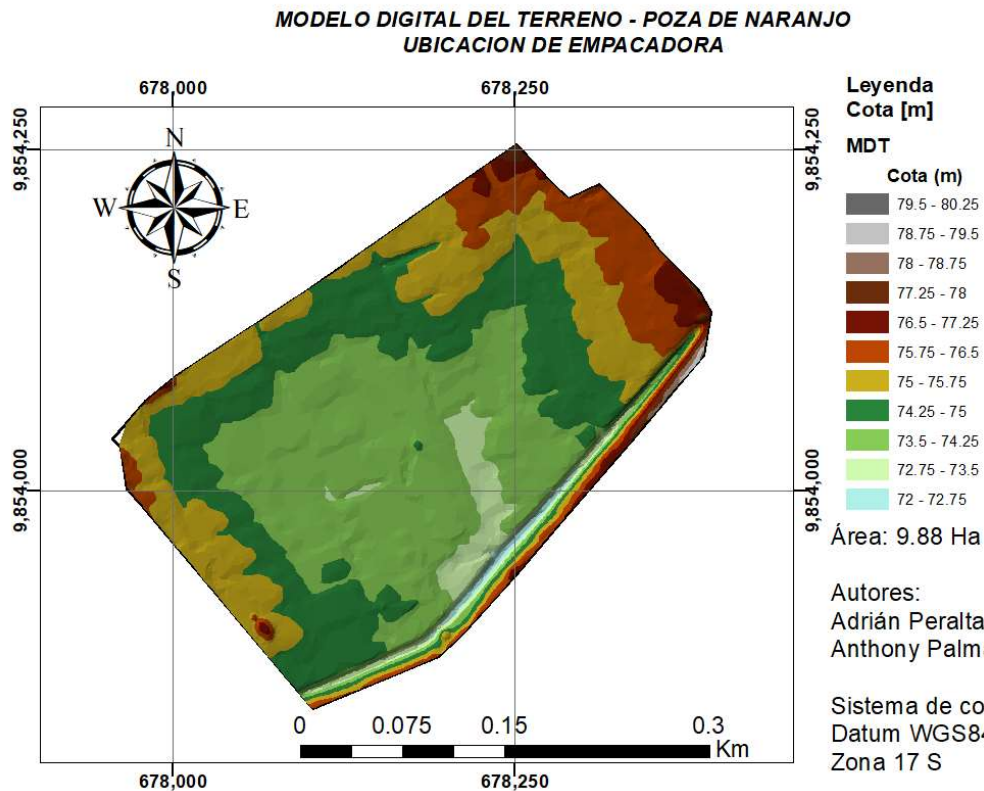 MODELO DIGITAL DEL TERRENO - POZA DE NARANJO
UBICACION DE EMPACADORA
678,000 678,250
9,854,250 9,854,250
N
W E
S
9,854,000 9,854,000
0 0.075 0.15 0.3
Km
678,000 678,250
Leyenda
Cota [m]
MDT
Cota (m)
79.5 - 80.25
78.75 - 79.5
78 - 78.75
77.25 - 78
76.5 - 77.25
75.75 - 76.5
75 - 75.75
74.25 - 75
73.5 - 74.25
72.75 - 73.5
72 - 72.75
Área: 9.88 Ha
Autores:
Adrián Peralta
Anthony Palm
Sistema de co
Datum WGS84
Zona 17 S